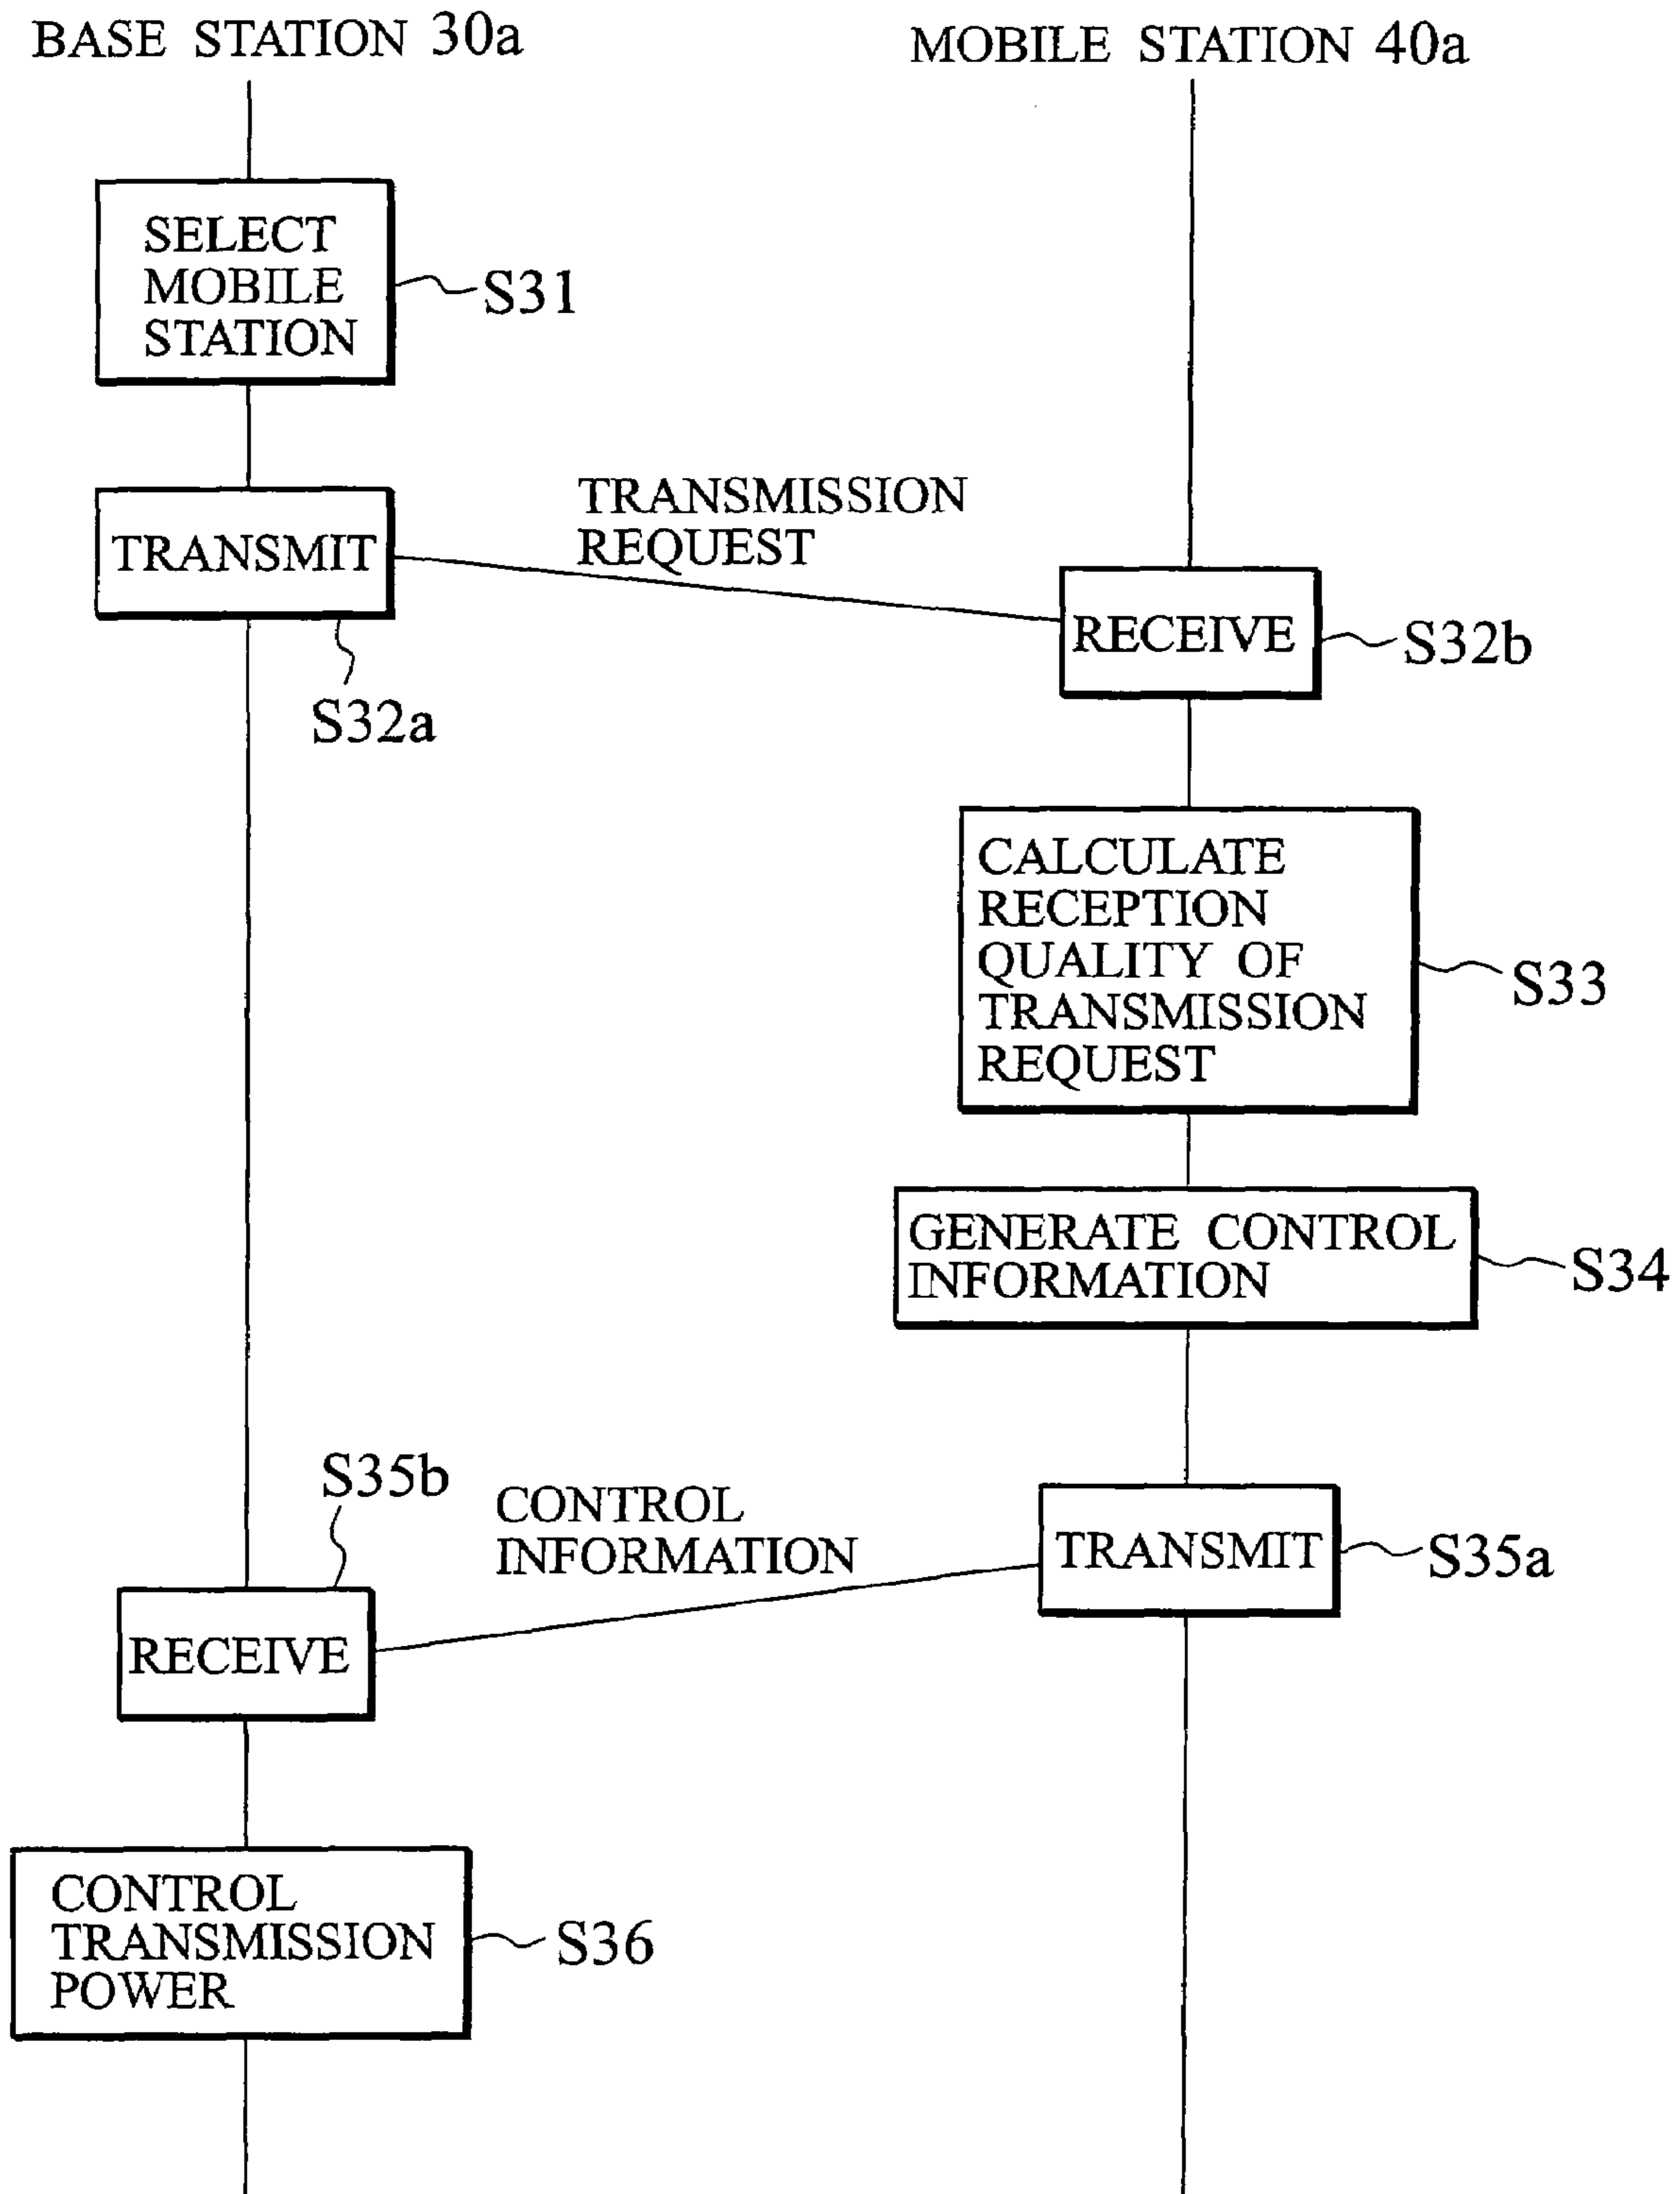 BASE STATION 30a
MOBILE STATION 40a
SELECT
MOBILE
STATION
S31
TRANSMIT
S32a
TRANSMISSION
REQUEST
RECEIVE
S32b
CALCULATE
RECEPTION
QUALITY OF
TRANSMISSION
REQUEST
S33
GENERATE CONTROL
INFORMATION
S34
TRANSMIT
S35a
CONTROL
INFORMATION
S35b
RECEIVE
CONTROL
TRANSMISSION
POWER
S36